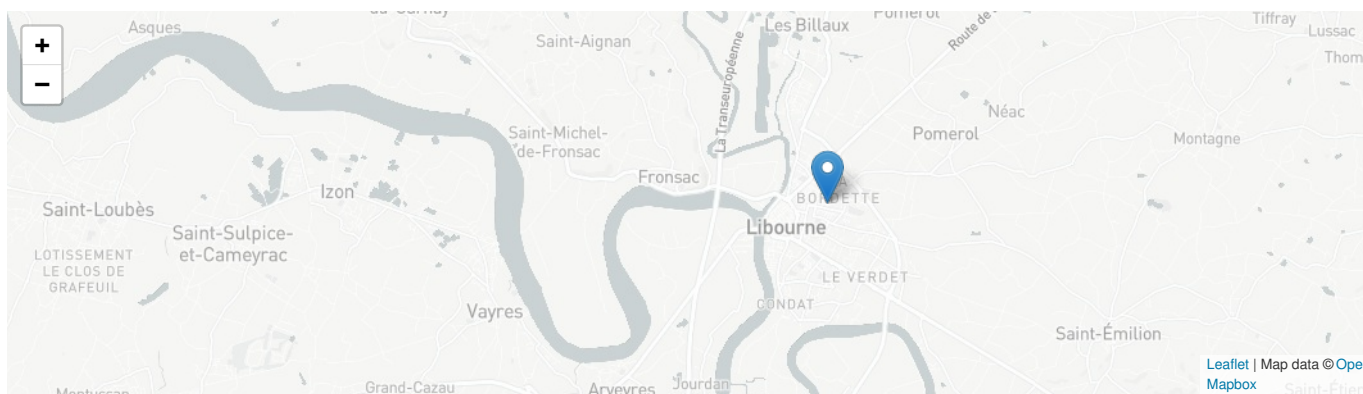 +
−
Asques
Saint-Aignan
Les Billaux
Pomerol
Route de
Tiffray
Lussac
La Transeuropéenne
Néac
Pomerol
Montagne
Saint-Michel-
de-Fronsac
Fronsac
BORDETTE
Izon
Saint-Loubès
Saint-Sulpice-
et-Cameyrac
Libourne
LOTISSEMENT
LE CLOS DE
GRAFEUIL
LE VERDET
CONDAT
Vayres
Saint-Émilion
Grand-Cazau
Arveyres
Jourdan
Leaflet | Map data © Ope
Mapbox